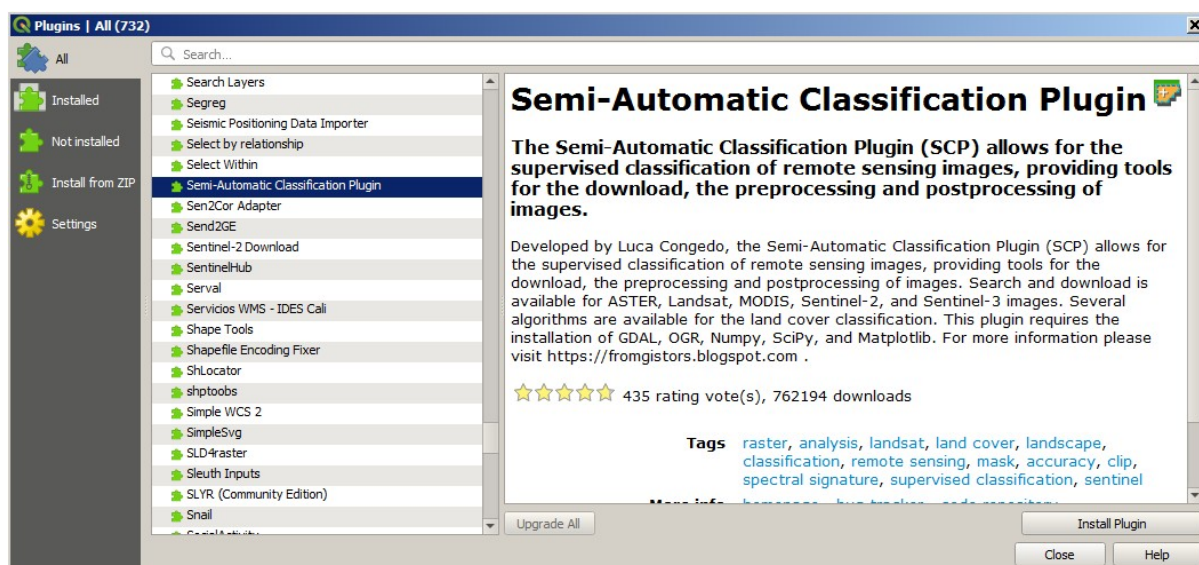 Plugins | All (732)
All
Search...
Installed
Not installed
Install from ZIP
Settings
Search Layers
Segreg
Seismic Positioning Data Importer
Select by relationship
Select Within
Semi-Automatic Classification Plugin
Sen2Cor Adapter
Send2GE
Sentinel-2 Download
SentinelHub
Serval
Servicios WMS - IDES Cali
Shape Tools
Shapefile Encoding Fixer
ShLocator
shptoobs
Simple WCS 2
SimpleSvg
SLD4raster
Sleuth Inputs
SLYR (Community Edition)
Snail
Semi-Automatic Classification Plugin
The Semi-Automatic Classification Plugin (SCP) allows for the
supervised classification of remote sensing images, providing tools
for the download, the preprocessing and postprocessing of
images.
Developed by Luca Congedo, the Semi-Automatic Classification Plugin (SCP) allows for
the supervised classification of remote sensing images, providing tools for the
download, the preprocessing and postprocessing of images. Search and download is
available for ASTER, Landsat, MODIS, Sentinel-2, and Sentinel-3 images. Several
algorithms are available for the land cover classification. This plugin requires the
installation of GDAL, OGR, Numpy, SciPy, and Matplotlib. For more information please
visit https://fromgistors.blogspot.com .
435 rating vote(s), 762194 downloads
Tags raster, analysis, landsat, land cover, landscape,
classification, remote sensing, mask, accuracy, clip,
spectral signature, supervised classification, sentinel
Upgrade All
Install Plugin
Close
Help